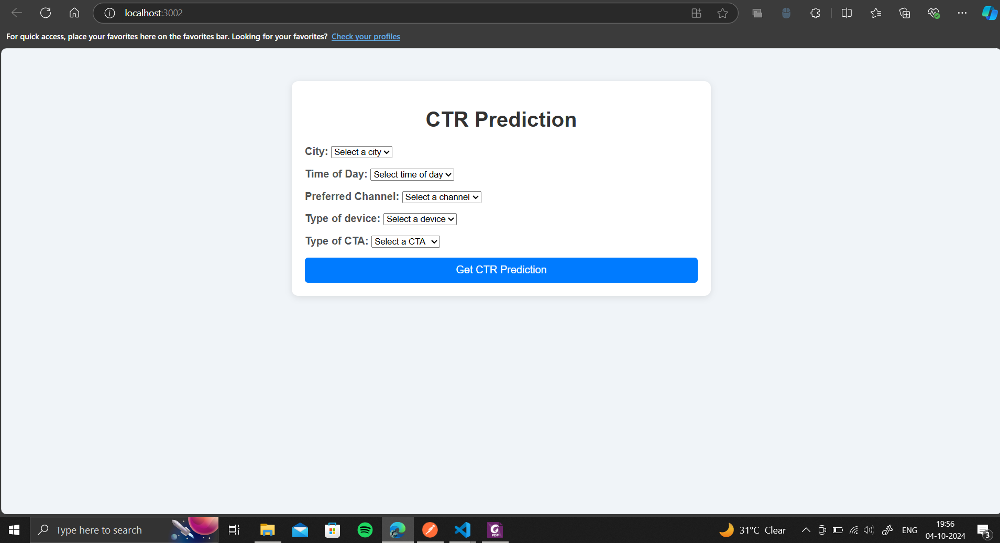 localhost:3002
For quick access, place your favorites here on the favorites bar. Looking for your favorites? Check your profiles
CTR Prediction
City: Select a city
Time of Day: Select time of day
Preferred Channel: Select a channel
Type of device: Select a device
Type of CTA: Select a CTA
Get CTR Prediction
Type here to search
PDF
31°C Clear
ENG
19:56
04-10-2024
3